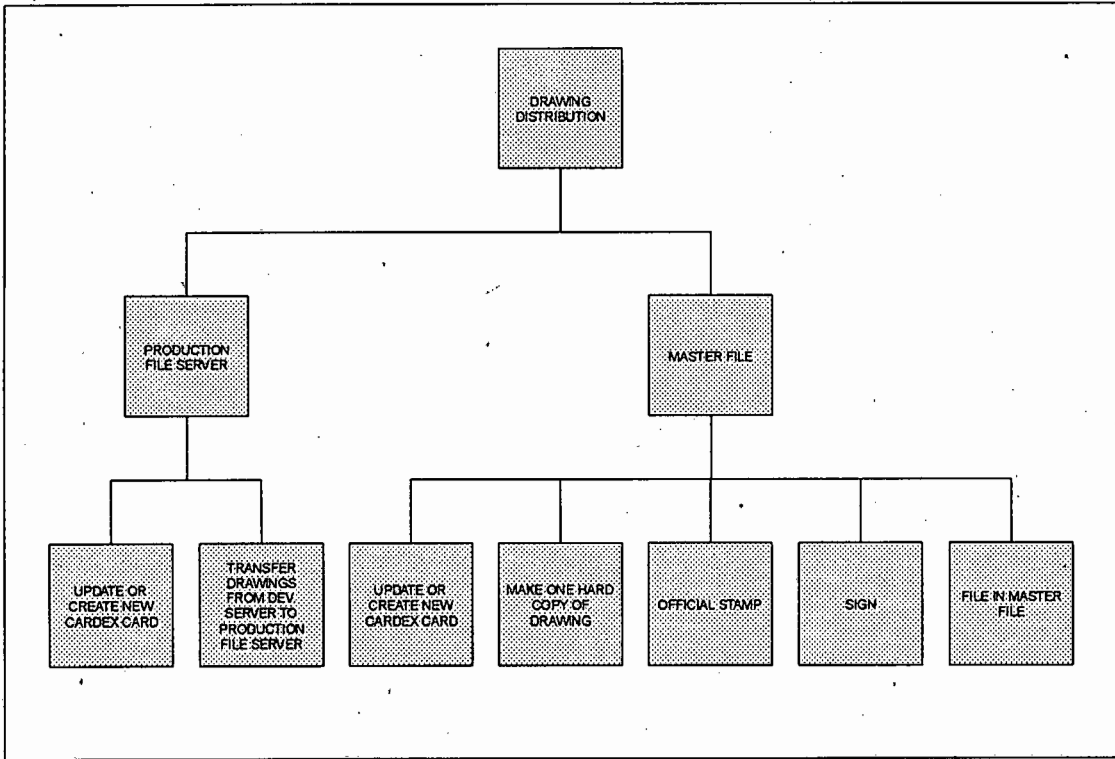 DRAWING
DISTRIBUTION
PRODUCTION
FILE SERVER
MASTER FILE
UPDATE OR
CREATE NEW
CARDEX CARD
TRANSFER
DRAWINGS
FROM DEV
SERVER TO
PRODUCTION
FILE SERVER
UPDATE OR
CREATE NEW
CARDEX CARD
MAKE ONE HARD
COPY OF
DRAWING
OFFICIAL STAMP
SIGN
FILE IN MASTER
FILE